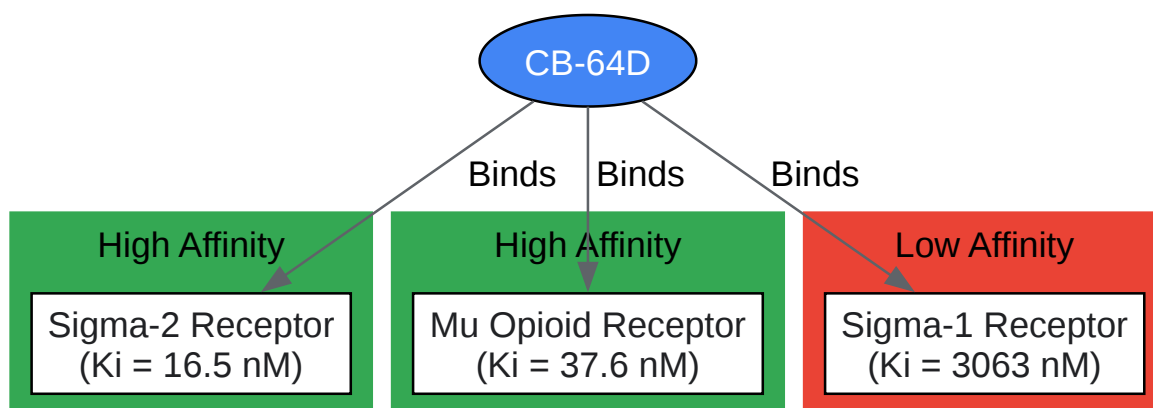 CB-64D
Binds
Binds
Binds
High Affinity
High Affinity
Low Affinity
Sigma-2 Receptor
(Ki = 16.5 nM)
Mu Opioid Receptor
(Ki = 37.6 nM)
Sigma-1 Receptor
(Ki = 3063 nM)